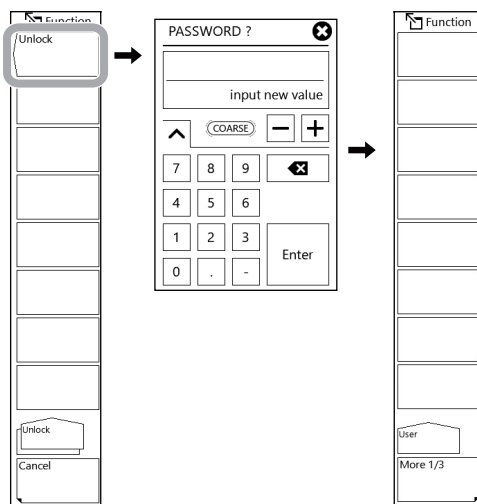 Function
Unlock
Unlock
Cancel
PASSWORD ?
input new value
COARSE
7 8 9
4 5 6
1 2 3
0 . -
Enter
Function
User
More 1/3